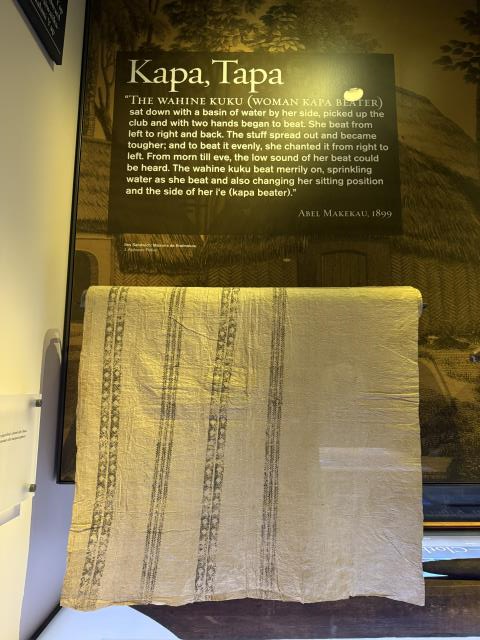 Kapa, Tapa
"The wahine kuku (woman kapa beater)
sat down with a basin of water by her side, picked up the
club and with two hands began to beat. She beat from
left to right and back. The stuff spread out and became
tougher; and to beat it evenly, she chanted it from right to
left. From morn till eve, the low sound of her beat could
be heard. The wahine kuku beat merrily on, sprinkling
water as she beat and also changing her sitting position
and the side of her i'e (kapa beater)."
Abel Makekau, 1899
Iles Sandwich: Maisons de Kraimokou